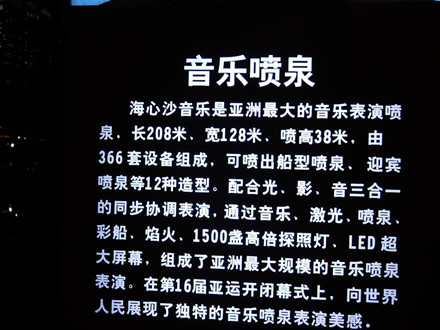 音乐喷泉
海心沙音乐是亚洲最大的音乐表演喷
泉，长208米、宽128米、喷高38米，由
366套设备组成，可喷出船型喷泉、迎宾
喷泉等12种造型。配合光、影、音三合一
的同步协调表演，通过音乐、激光、喷泉、
彩船、焰火、1500盏高倍探照灯、LED超
大屏幕，组成了亚洲最大规模的音乐喷泉
表演。在第16届亚运开闭幕式上，向世界
人民展现了独特的音乐喷泉表演美感。